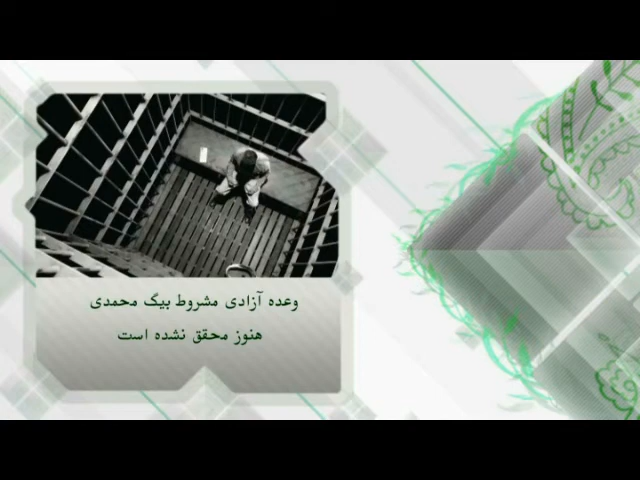 وعده آزادی مشروط بیگ محمدی
هنوز محقق نشده است